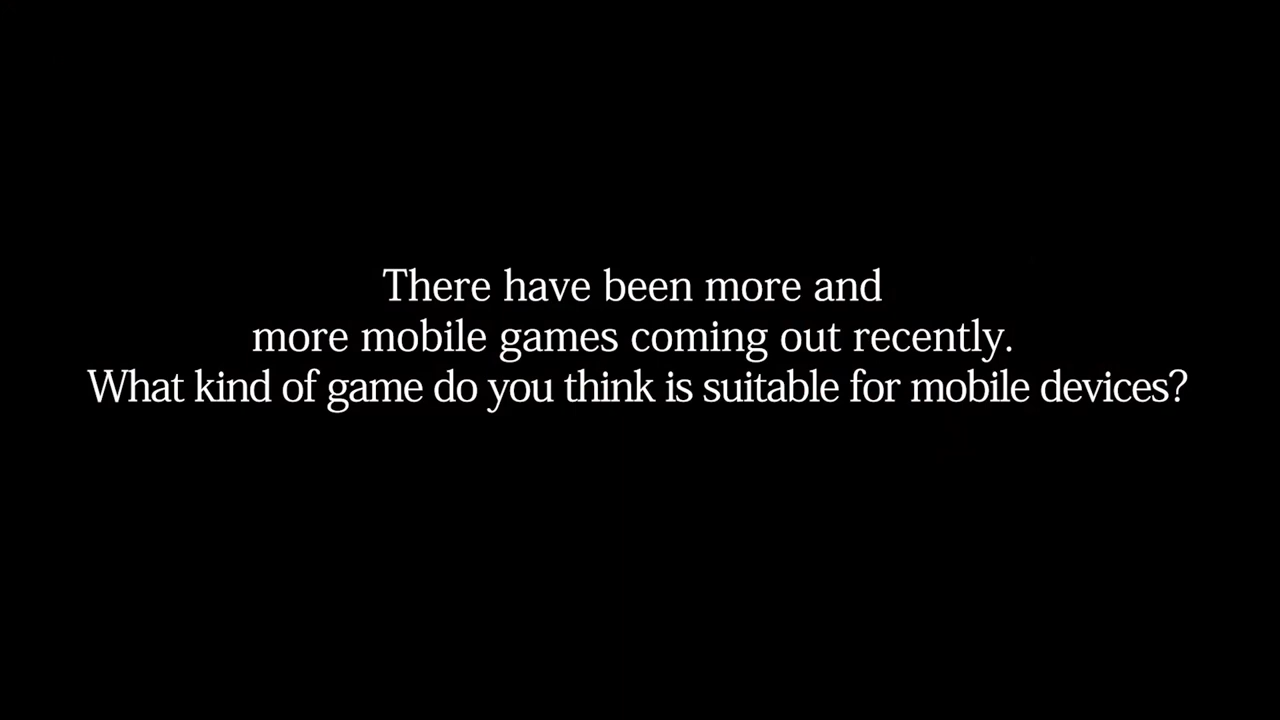 There have been more and
more mobile games coming out recently.
What kind of game do you think is suitable for mobile devices?